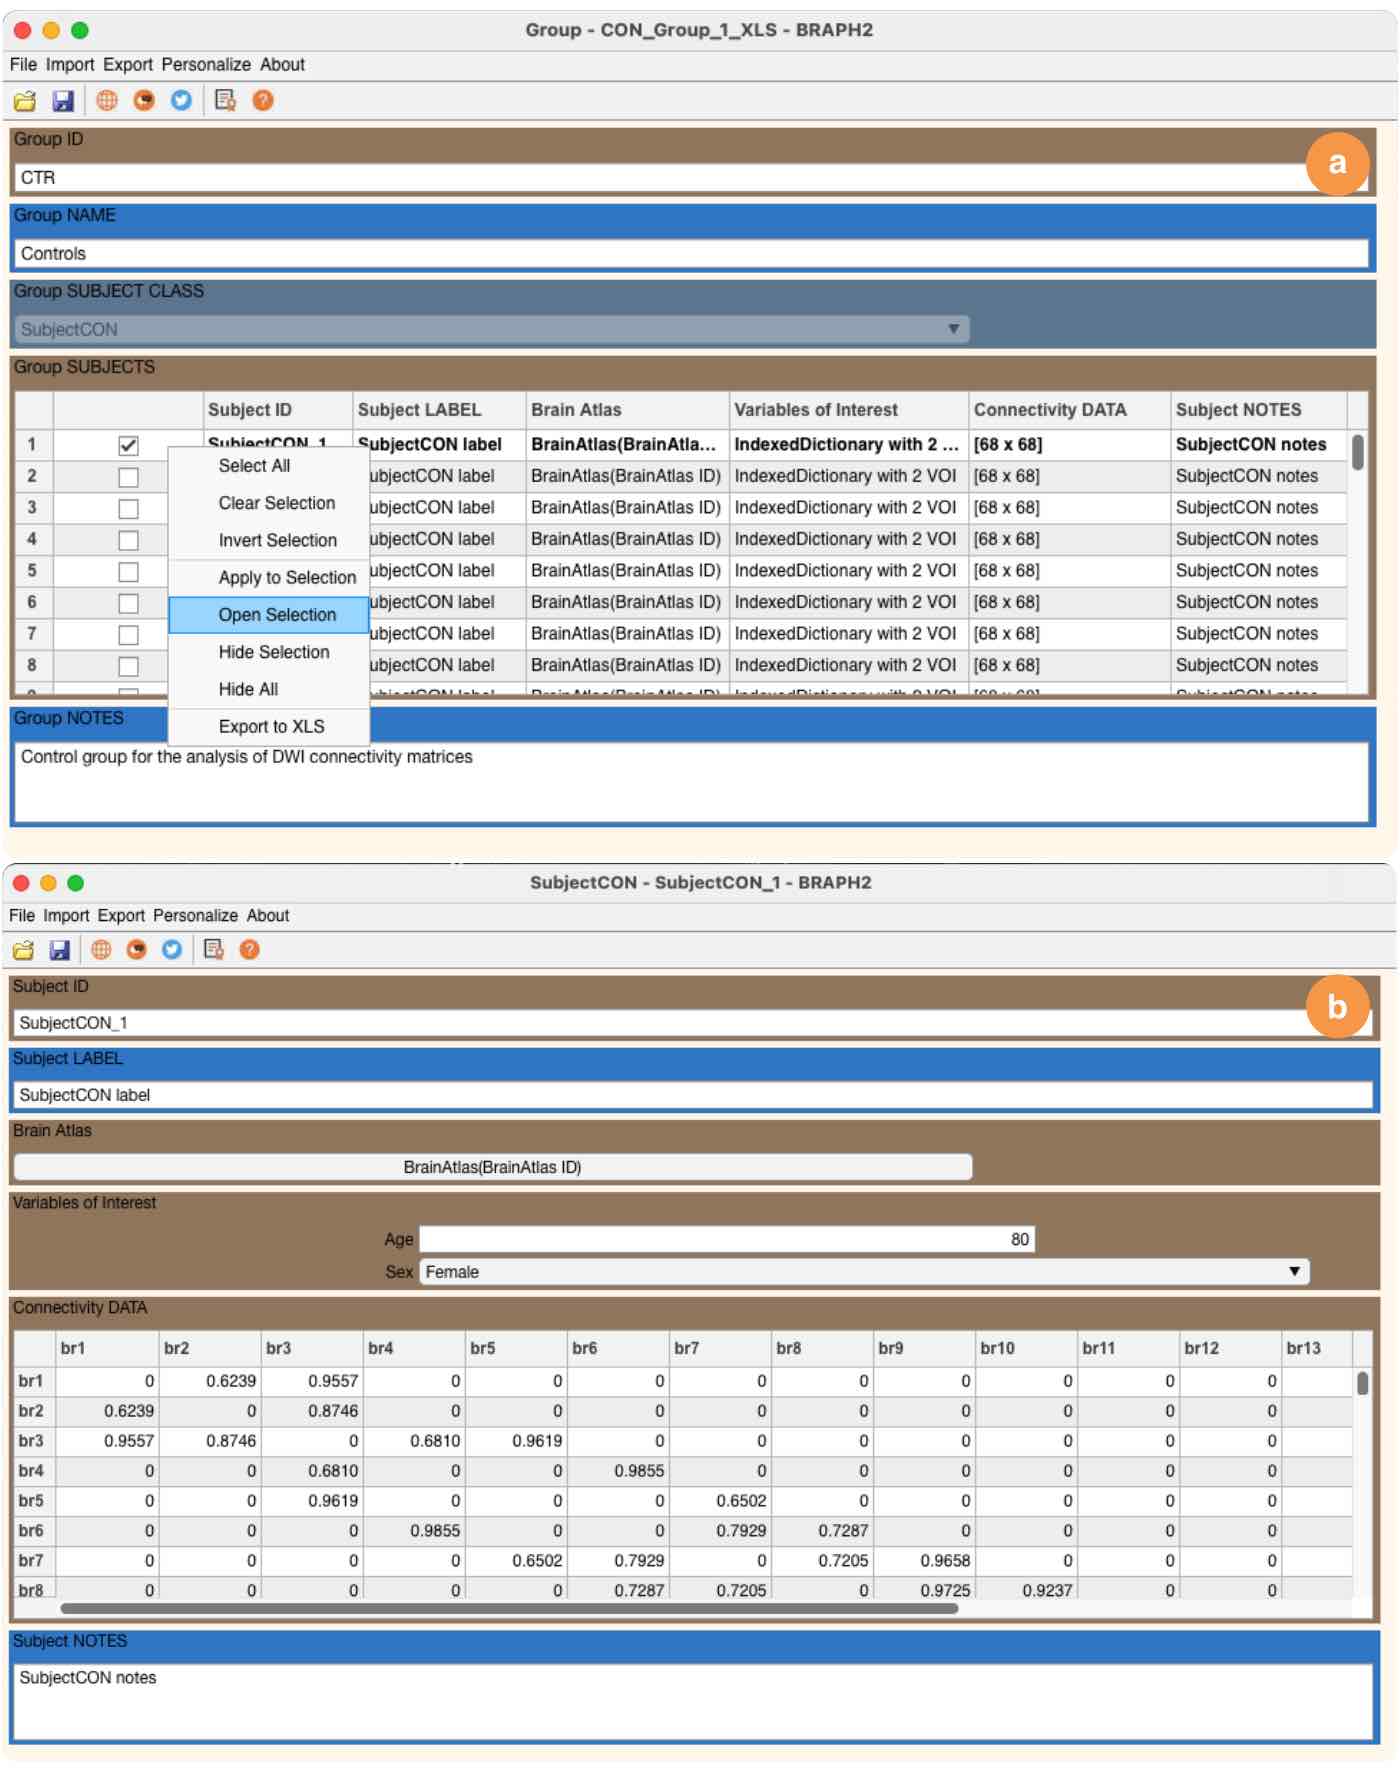 Group - CON_Group_1_XLS - BRAPH2
File Import Export Personalize About
Group ID
a
CTR
Group NAME
Controls
Group SUBJECT CLASS
SubjectCON
Group SUBJECTS
Subject ID Subject LABEL Brain Atlas Variables of Interest Connectivity DATA Subject NOTES
1 SubjectCON_1 SubjectCON label BrainAtlas(BrainAtla... IndexedDictionary with 2 ... [68 x 68] SubjectCON notes
2 ubjectCON label BrainAtlas(BrainAtlas ID) IndexedDictionary with 2 VOI [68 x 68] SubjectCON notes
3 ubjectCON label BrainAtlas(BrainAtlas ID) IndexedDictionary with 2 VOI [68 x 68] SubjectCON notes
4 ubjectCON label BrainAtlas(BrainAtlas ID) IndexedDictionary with 2 VOI [68 x 68] SubjectCON notes
5 ubjectCON label BrainAtlas(BrainAtlas ID) IndexedDictionary with 2 VOI [68 x 68] SubjectCON notes
6 ubjectCON label BrainAtlas(BrainAtlas ID) IndexedDictionary with 2 VOI [68 x 68] SubjectCON notes
7 ubjectCON label BrainAtlas(BrainAtlas ID) IndexedDictionary with 2 VOI [68 x 68] SubjectCON notes
8 ubjectCON label BrainAtlas(BrainAtlas ID) IndexedDictionary with 2 VOI [68 x 68] SubjectCON notes
Select All
Clear Selection
Invert Selection
Apply to Selection
Open Selection
Hide Selection
Hide All
Export to XLS
Group NOTES
Control group for the analysis of DWI connectivity matrices
SubjectCON - SubjectCON_1 - BRAPH2
File Import Export Personalize About
Subject ID
b
SubjectCON_1
Subject LABEL
SubjectCON label
Brain Atlas
BrainAtlas(BrainAtlas ID)
Variables of Interest
Age 80
Sex Female
Connectivity DATA
br1 br2 br3 br4 br5 br6 br7 br8 br9 br10 br11 br12 br13
br1 0 0.6239 0.9557 0 0 0 0 0 0 0 0 0
br2 0.6239 0 0.8746 0 0 0 0 0 0 0 0 0
br3 0.9557 0.8746 0 0.6810 0.9619 0 0 0 0 0 0 0
br4 0 0 0.6810 0 0 0.9855 0 0 0 0 0 0
br5 0 0 0.9619 0 0 0 0.6502 0 0 0 0 0
br6 0 0 0 0.9855 0 0 0.7929 0.7287 0 0 0 0
br7 0 0 0 0 0.6502 0.7929 0 0.7205 0.9658 0 0 0
br8 0 0 0 0 0 0.7287 0.7205 0 0.9725 0.9237 0 0
Subject NOTES
SubjectCON notes